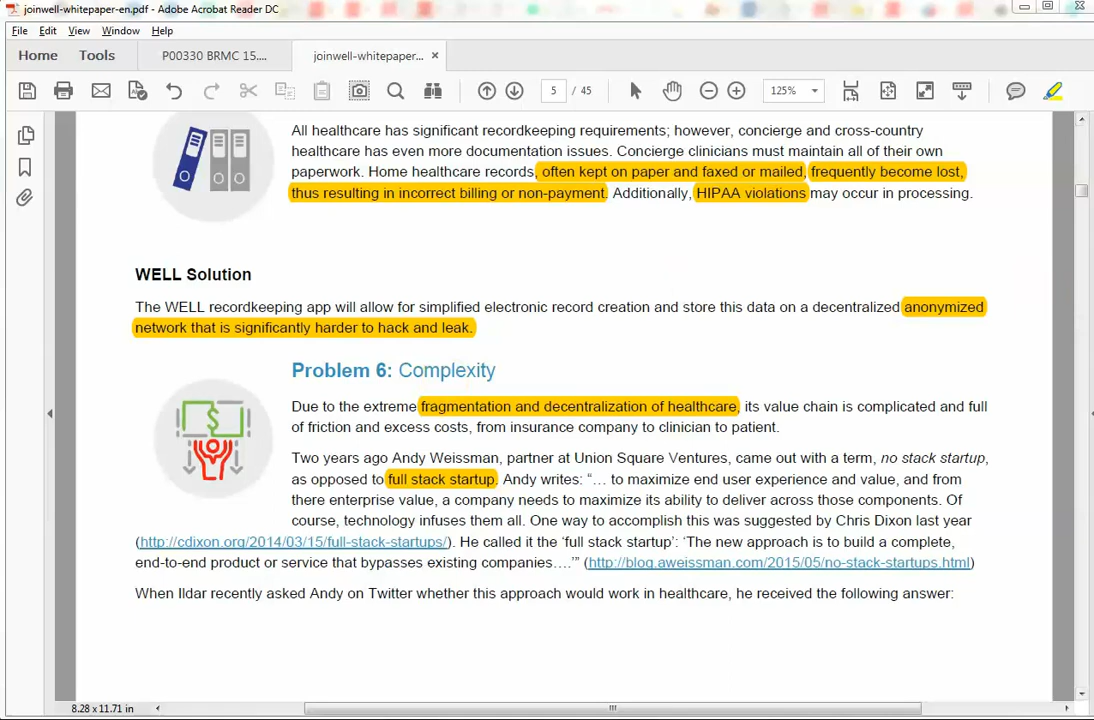 joinwell-whitepaper-en.pdf - Adobe Acrobat Reader DC
File Edit View Window Help
Home Tools P00330 BRMC 15.... joinwell-whitepaper... ×
5 / 45 125%
All healthcare has significant recordkeeping requirements; however, concierge and cross-country
healthcare has even more documentation issues. Concierge clinicians must maintain all of their own
paperwork. Home healthcare records, often kept on paper and faxed or mailed, frequently become lost,
thus resulting in incorrect billing or non-payment. Additionally, HIPAA violations may occur in processing.
WELL Solution
The WELL recordkeeping app will allow for simplified electronic record creation and store this data on a decentralized anonymized
network that is significantly harder to hack and leak.
Problem 6: Complexity
Due to the extreme fragmentation and decentralization of healthcare, its value chain is complicated and full
of friction and excess costs, from insurance company to clinician to patient.
Two years ago Andy Weissman, partner at Union Square Ventures, came out with a term, no stack startup,
as opposed to full stack startup. Andy writes: “… to maximize end user experience and value, and from
there enterprise value, a company needs to maximize its ability to deliver across those components. Of
course, technology infuses them all. One way to accomplish this was suggested by Chris Dixon last year
(http://cdixon.org/2014/03/15/full-stack-startups/). He called it the ‘full stack startup’: ‘The new approach is to build a complete,
end-to-end product or service that bypasses existing companies….’” (http://blog.aweissman.com/2015/05/no-stack-startups.html)
When Ildar recently asked Andy on Twitter whether this approach would work in healthcare, he received the following answer:
8.28 x 11.71 in